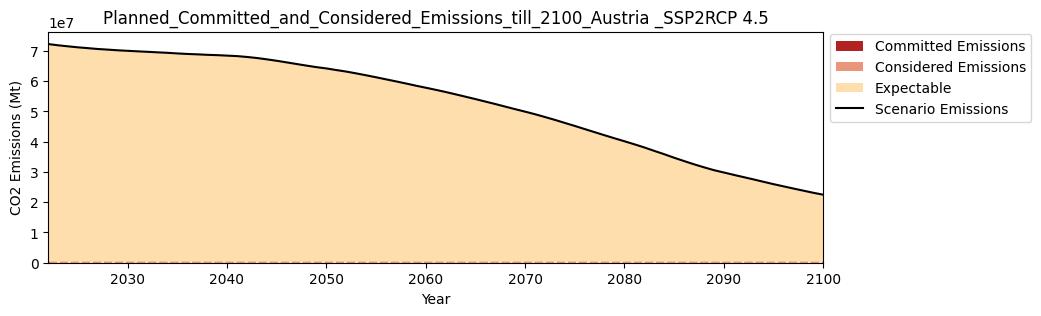 Planned_Committed_and_Considered_Emissions_till_2100_Austria _SSP2RCP 4.5
1e7
7
6
5
4
3
2
1
0
CO2 Emissions (Mt)
2030 2040 2050 2060 2070 2080 2090 2100
Year
Committed Emissions
Considered Emissions
Expectable
Scenario Emissions